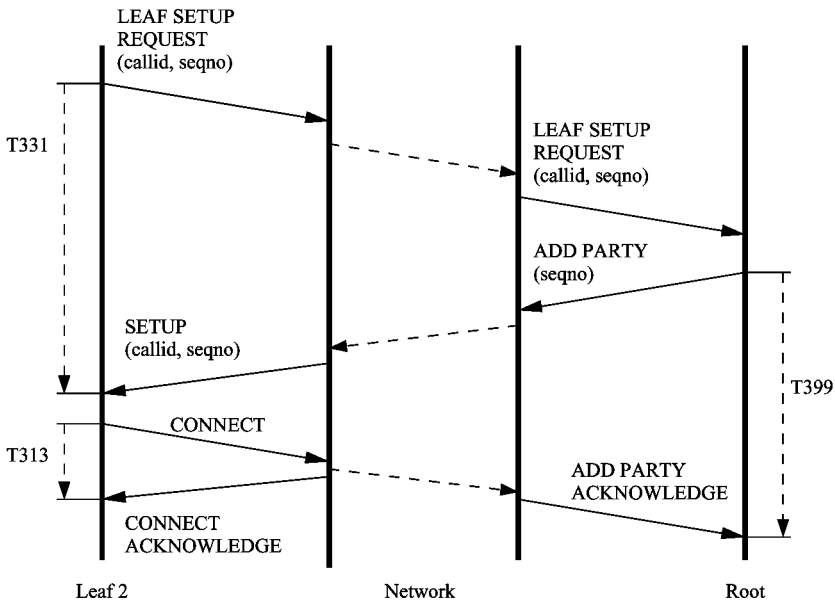 LEAF SETUP
REQUEST
(callid, seqno)
T331
LEAF SETUP
REQUEST
(callid, seqno)
ADD PARTY
(seqno)
SETUP
(callid, seqno)
T399
CONNECT
T313
ADD PARTY
ACKNOWLEDGE
CONNECT
ACKNOWLEDGE
Leaf 2
Network
Root